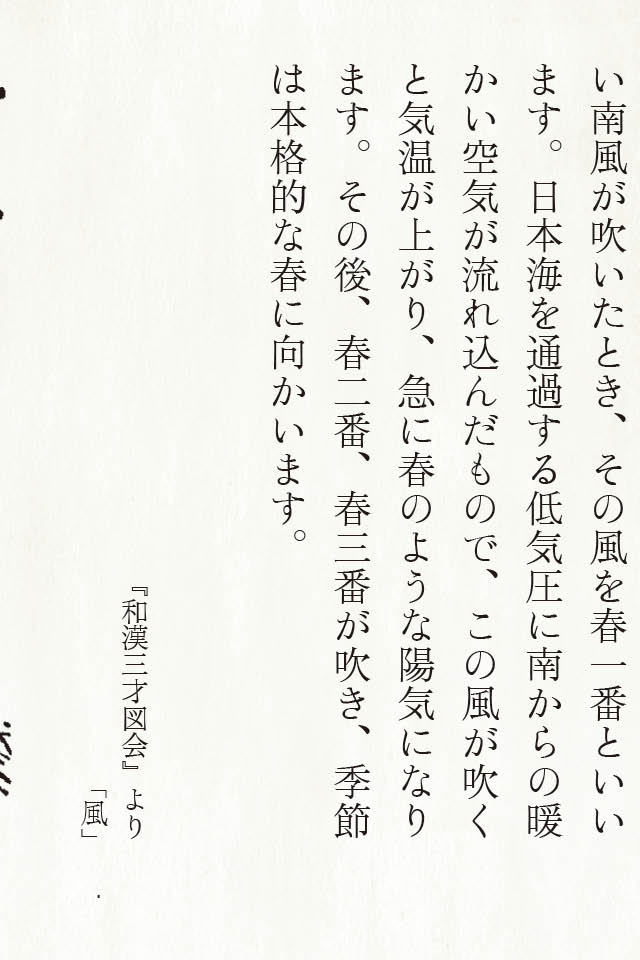 い南風が吹いたとき、その風を春一番といい
ます。日本海を通過する低気圧に南からの暖
かい空気が流れ込んだもので、この風が吹く
と気温が上がり、急に春のような陽気になり
ます。その後、春二番、春三番が吹き、季節
は本格的な春に向かいます。
『和漢三才図会』より
「風」